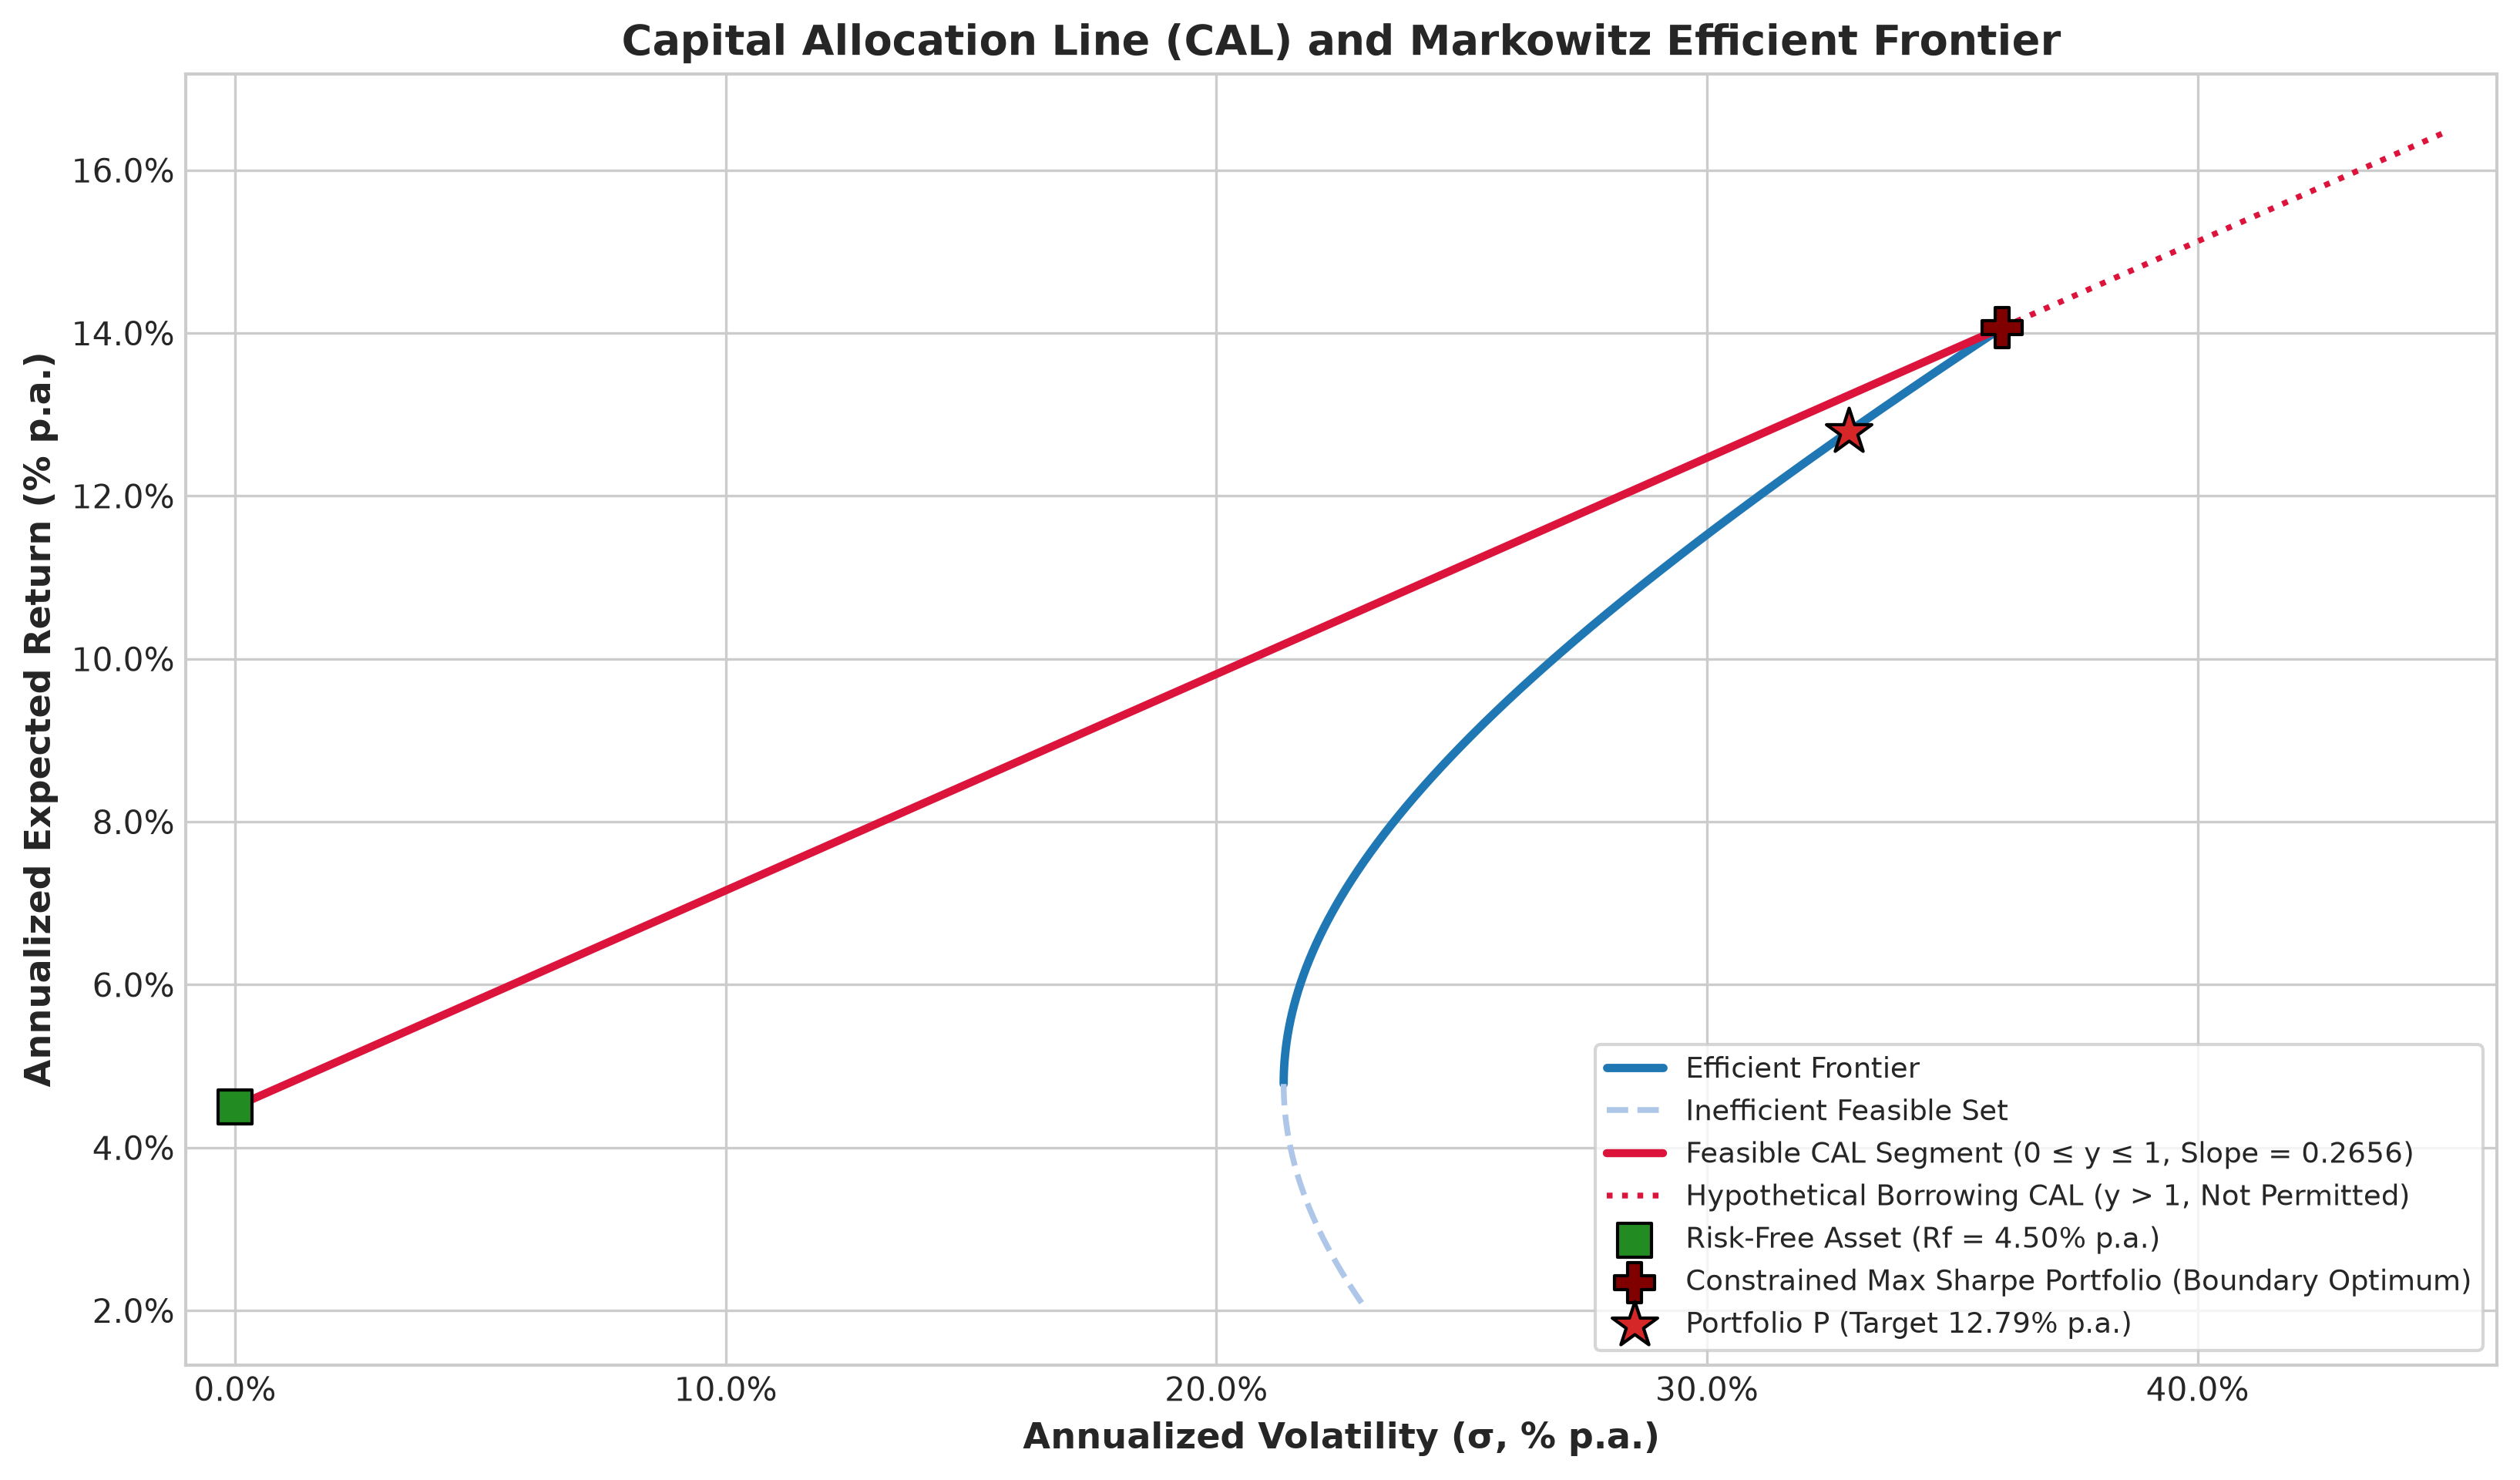 Capital Allocation Line (CAL) and Markowitz Efficient Frontier
Annualized Expected Return (% p.a.)
16.0%
14.0%
12.0%
10.0%
8.0%
6.0%
4.0%
2.0%
Efficient Frontier
Inefficient Feasible Set
Feasible CAL Segment (0 ≤ y ≤ 1, Slope = 0.2656)
Hypothetical Borrowing CAL (y > 1, Not Permitted)
Risk-Free Asset (Rf = 4.50% p.a.)
Constrained Max Sharpe Portfolio (Boundary Optimum)
Portfolio P (Target 12.79% p.a.)
0.0% 10.0% 20.0% 30.0% 40.0%
Annualized Volatility (σ, % p.a.)